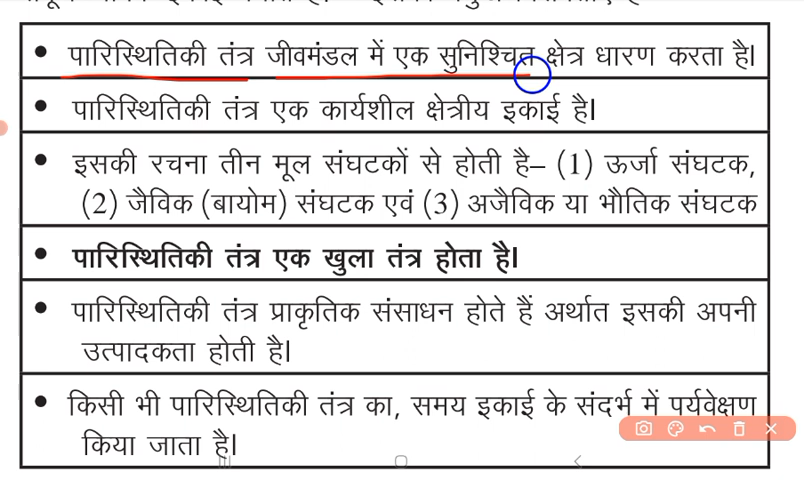 • पारिस्थितिकी तंत्र जीवमंडल में एक सुनिश्चित क्षेत्र धारण करता है।
• पारिस्थितिकी तंत्र एक कार्यशील क्षेत्रीय इकाई है।
• इसकी रचना तीन मूल संघटकों से होती है– (1) ऊर्जा संघटक,
(2) जैविक (बायोम) संघटक एवं (3) अजैविक या भौतिक संघटक
• पारिस्थितिकी तंत्र एक खुला तंत्र होता है।
• पारिस्थितिकी तंत्र प्राकृतिक संसाधन होते हैं अर्थात इसकी अपनी
उत्पादकता होती है।
• किसी भी पारिस्थितिकी तंत्र का, समय इकाई के संदर्भ में पर्यवेक्षण
किया जाता है।